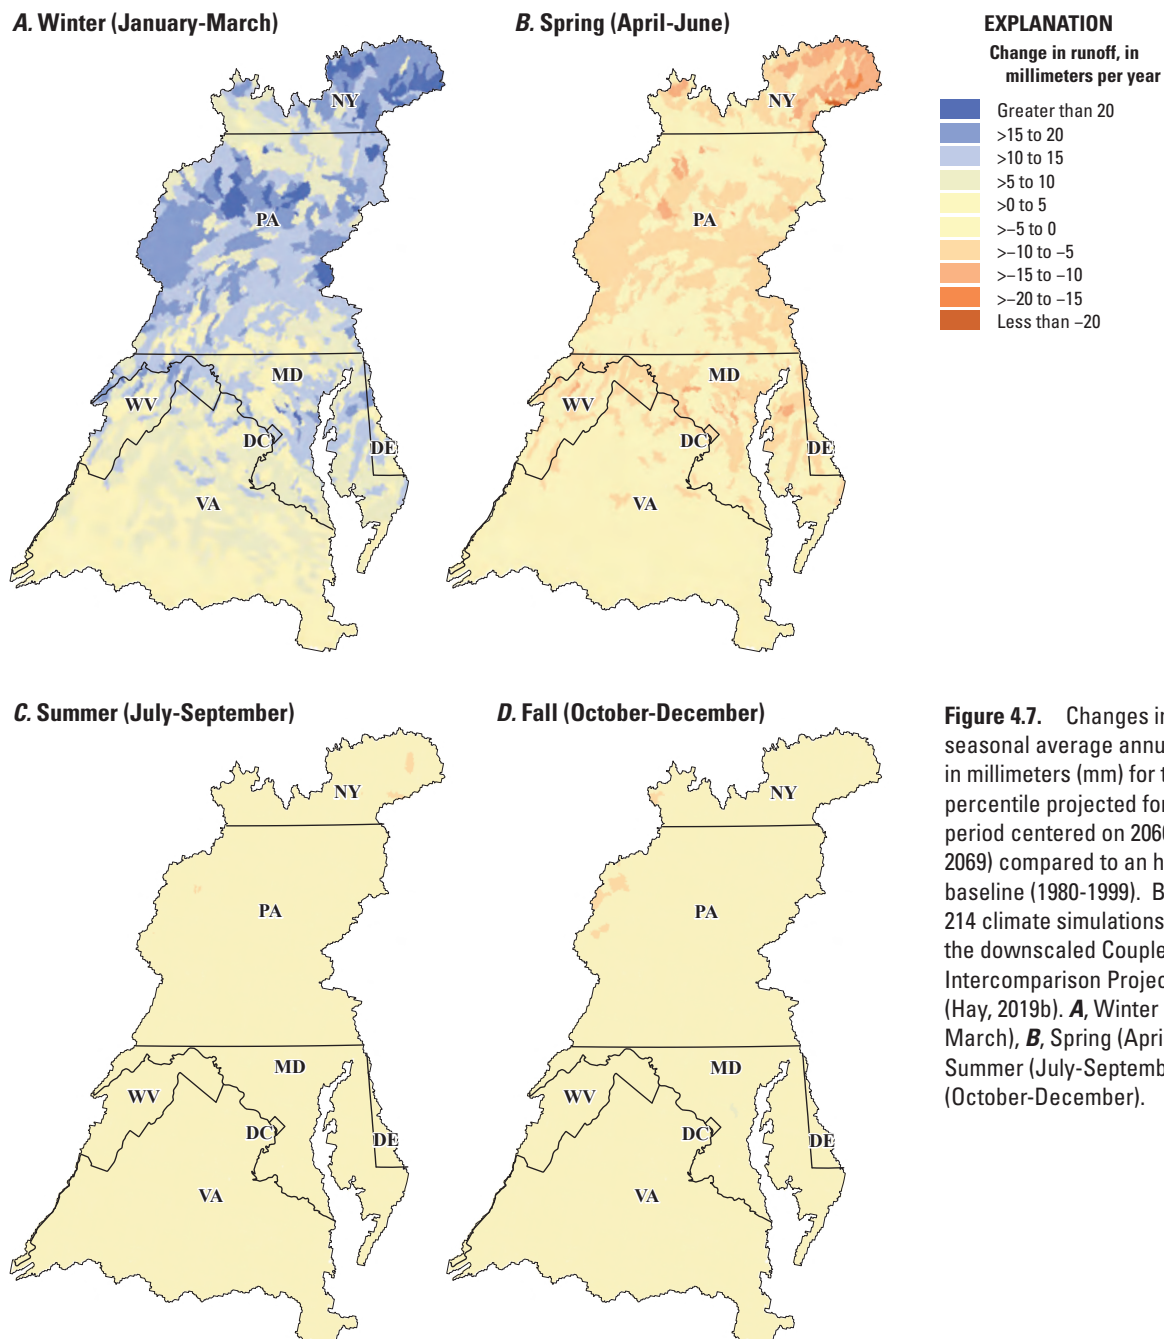 A. Winter (January-March)
B. Spring (April-June)
EXPLANATION
Change in runoff, in
millimeters per year
Greater than 20
>15 to 20
>10 to 15
>5 to 10
>0 to 5
>−5 to 0
>−10 to −5
>−15 to −10
>−20 to −15
Less than −20
NY
PA
MD
WV
DC
DE
VA
NY
PA
MD
WV
DC
DE
VA
C. Summer (July-September)
D. Fall (October-December)
NY
PA
MD
WV
DC
DE
VA
NY
PA
MD
WV
DC
DE
VA
Figure 4.7. Changes in
seasonal average annu
in millimeters (mm) for t
percentile projected for
period centered on 206
2069) compared to an h
baseline (1980-1999). B
214 climate simulations
the downscaled Couple
Intercomparison Projec
(Hay, 2019b). A, Winter
March), B, Spring (Apri
Summer (July-Septemb
(October-December).